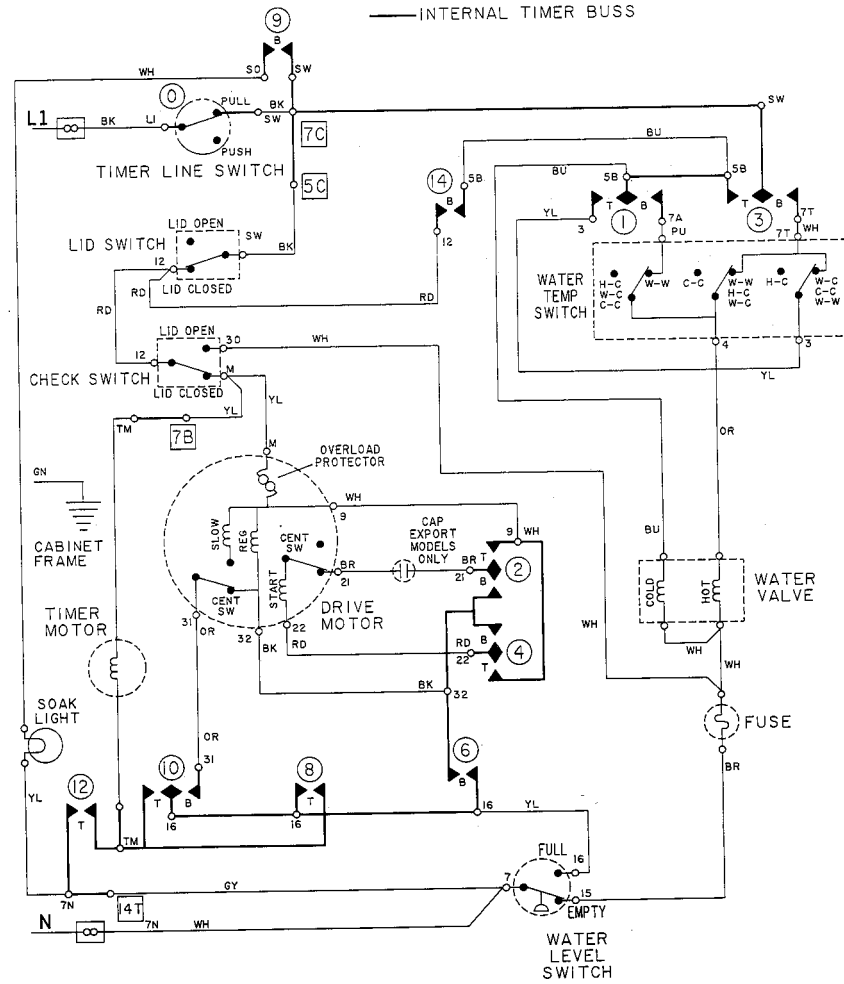 INTERNAL TIMER BUSS
9
B
WH
SO
SW
O
PULL
BK
SW
SW
L1
BK
LI
7C
PUSH
TIMER LINE SWITCH
BU
BU
5B
5B
5B
14
B
5C
T
B
1
T
B
3
YL
3
7A
PU
7T
7T
WH
LID OPEN
LID SWITCH
SW
BK
12
12
LID CLOSED
RD
RD
RD
WATER
TEMP
SWITCH
H-C
W-C
C-C
W-W
C-C
W-W
H-C
W-C
H-C
W-C
C-C
W-W
4
3
YL
LID OPEN
30
WH
12
CHECK SWITCH
M
LID CLOSED
YL
YL
TM
7B
OR
M
OVERLOAD
PROTECTOR
GN
WH
9
CABINET
FRAME
SLOW
REG
CENT
SW
CAP
EXPORT
MODELS
ONLY
9
WH
BU
T
BR
21
BR
21
2
B
START
CENT
SW
DRIVE
MOTOR
COLD
HOT
WATER
VALVE
31
OR
32
BK
22
RD
RD
22
B
4
T
WH
WH
WH
TIMER
MOTOR
BK
32
SOAK
LIGHT
FUSE
OR
31
6
B
BR
12
T
10
T
B
8
T
16
16
16
YL
YL
TM
FULL
16
7
15
GY
EMPTY
7N
14T
N
7N
WH
WATER
LEVEL
SWITCH